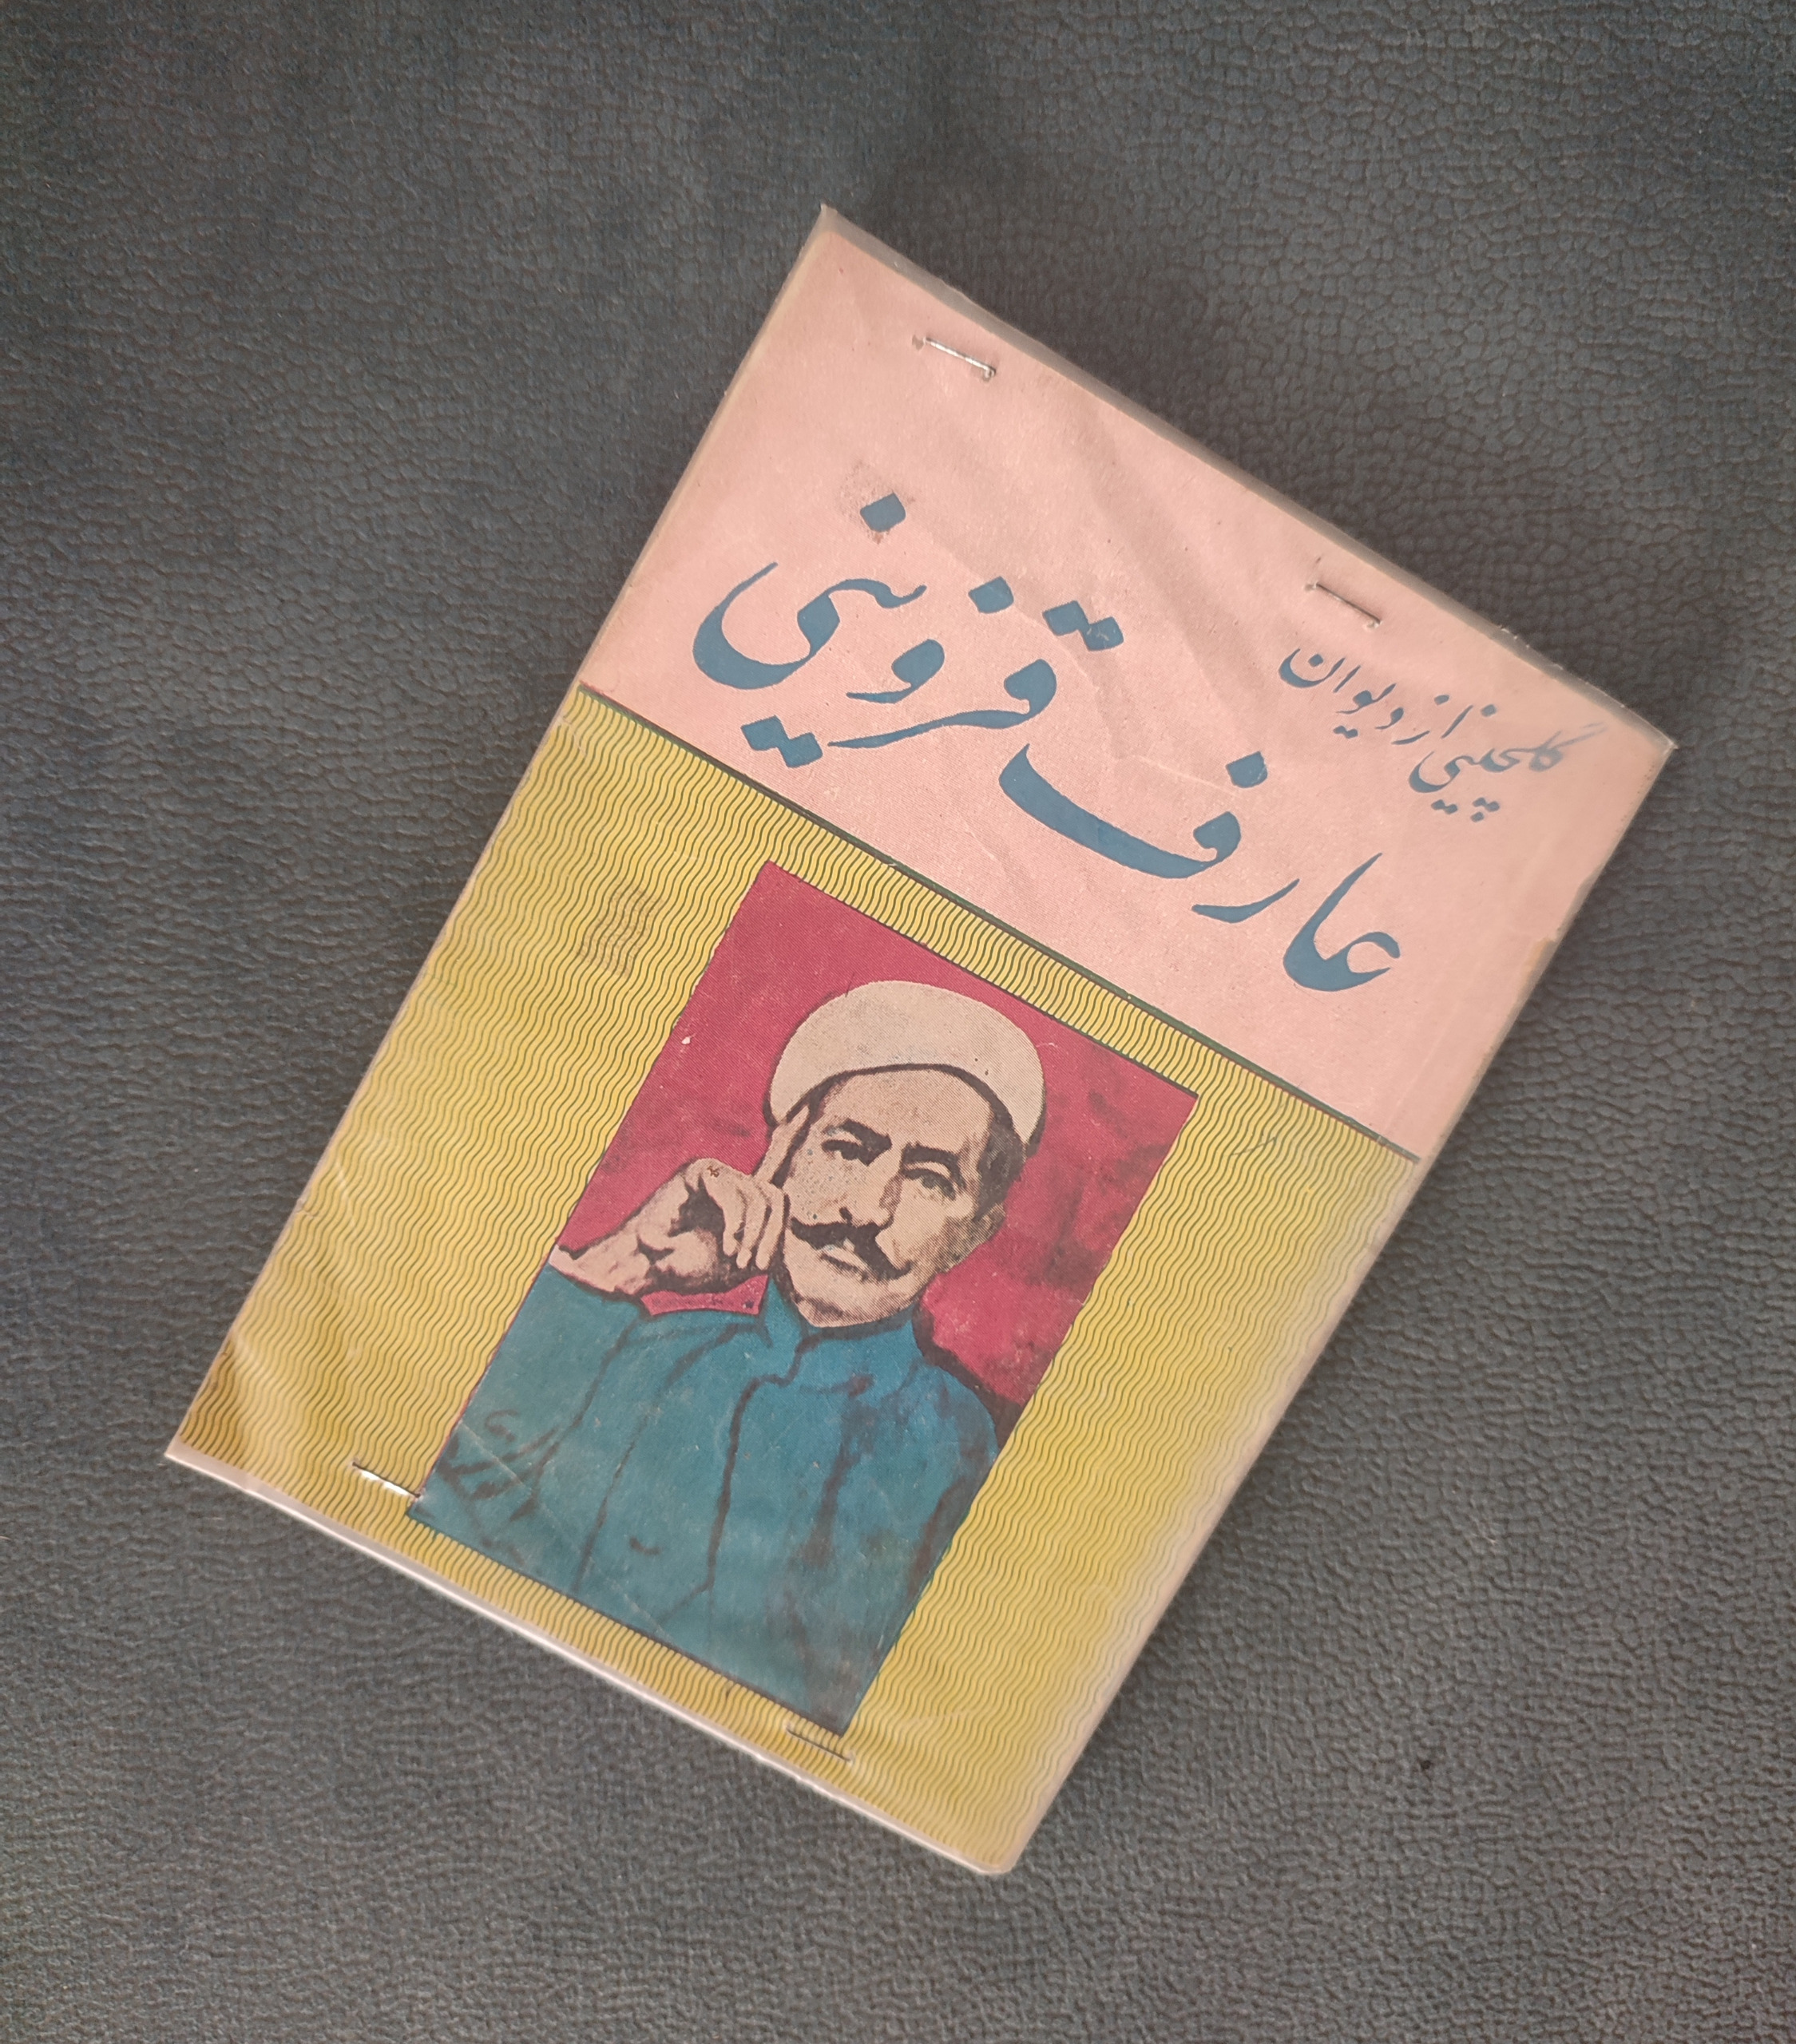 گلچینی از دیوان
عارف قزوینی